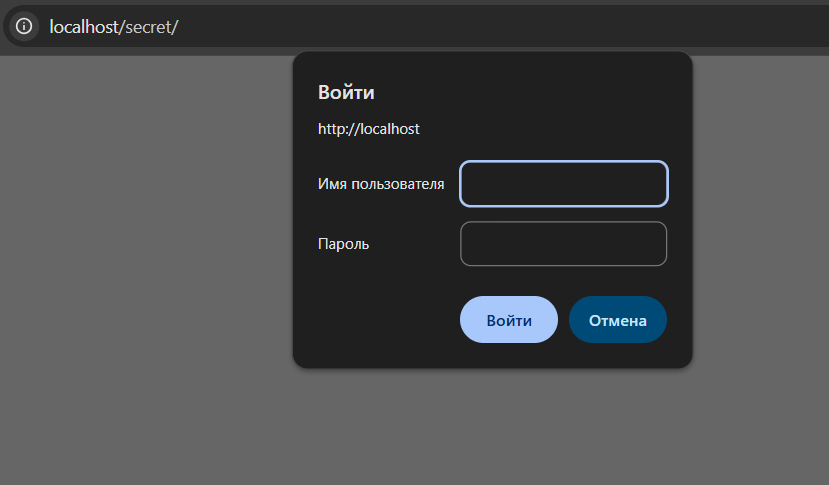 localhost/secret/
Войти
http://localhost
Имя пользователя
Пароль
Войти Отмена